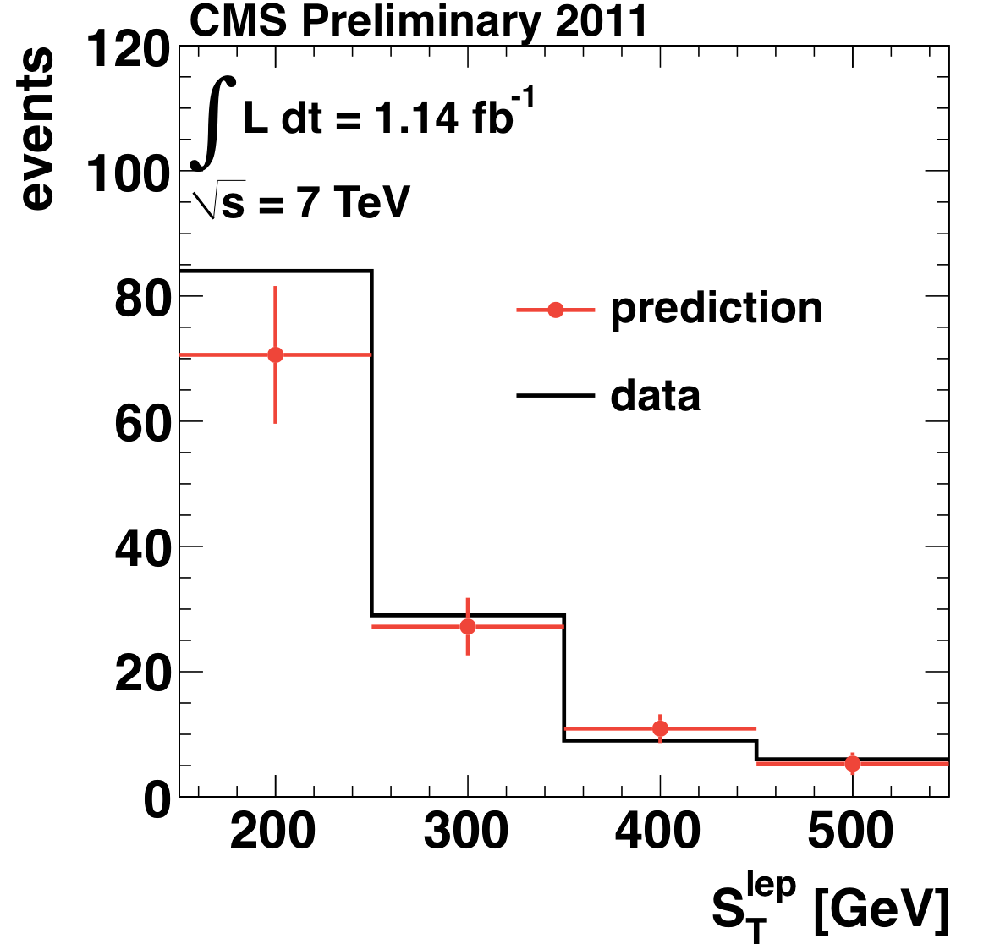 CMS Preliminary 2011
events
120
100
80
60
40
20
0
∫ L dt = 1.14 fb⁻¹
√s = 7 TeV
prediction
data
200 300 400 500
S_T^lep [GeV]